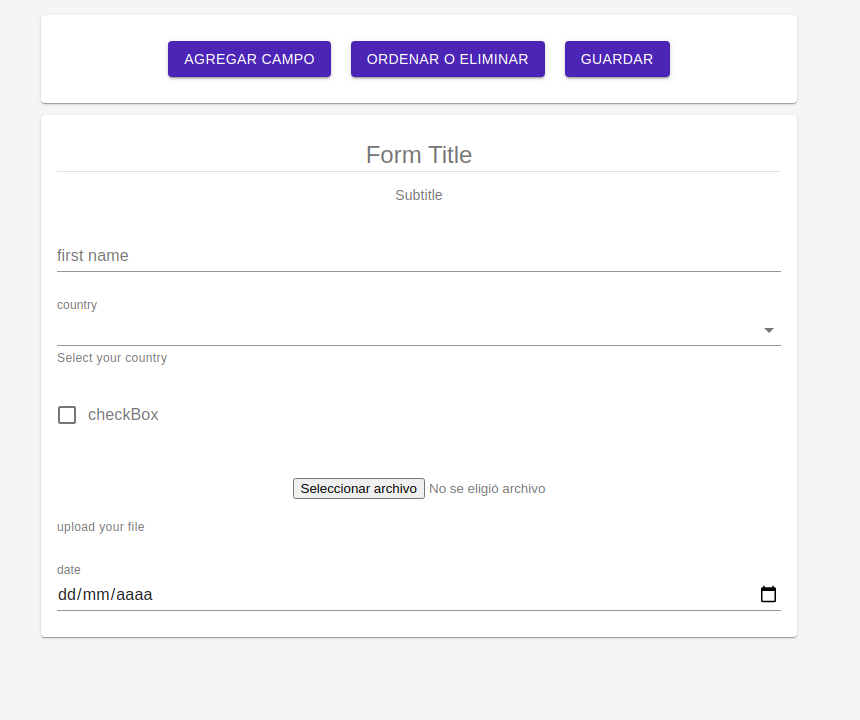 AGREGAR CAMPO ORDENAR O ELIMINAR GUARDAR
Form Title
Subtitle
first name
country
Select your country
checkBox
Seleccionar archivo No se eligió archivo
upload your file
date
dd/mm/aaaa